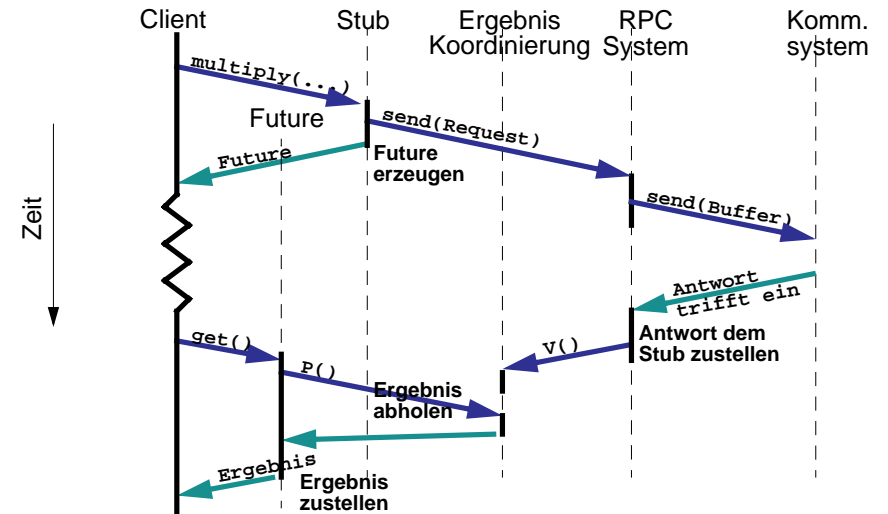 Client
Stub
Ergebnis
Koordinierung
RPC
System
Komm.
system
multiply(...)
Future
send(Request)
Future
Future
erzeugen
send(Buffer)
Zeit
Antwort
trifft ein
get()
V()
Antwort dem
Stub zustellen
P()
Ergebnis
abholen
Ergebnis
Ergebnis
zustellen